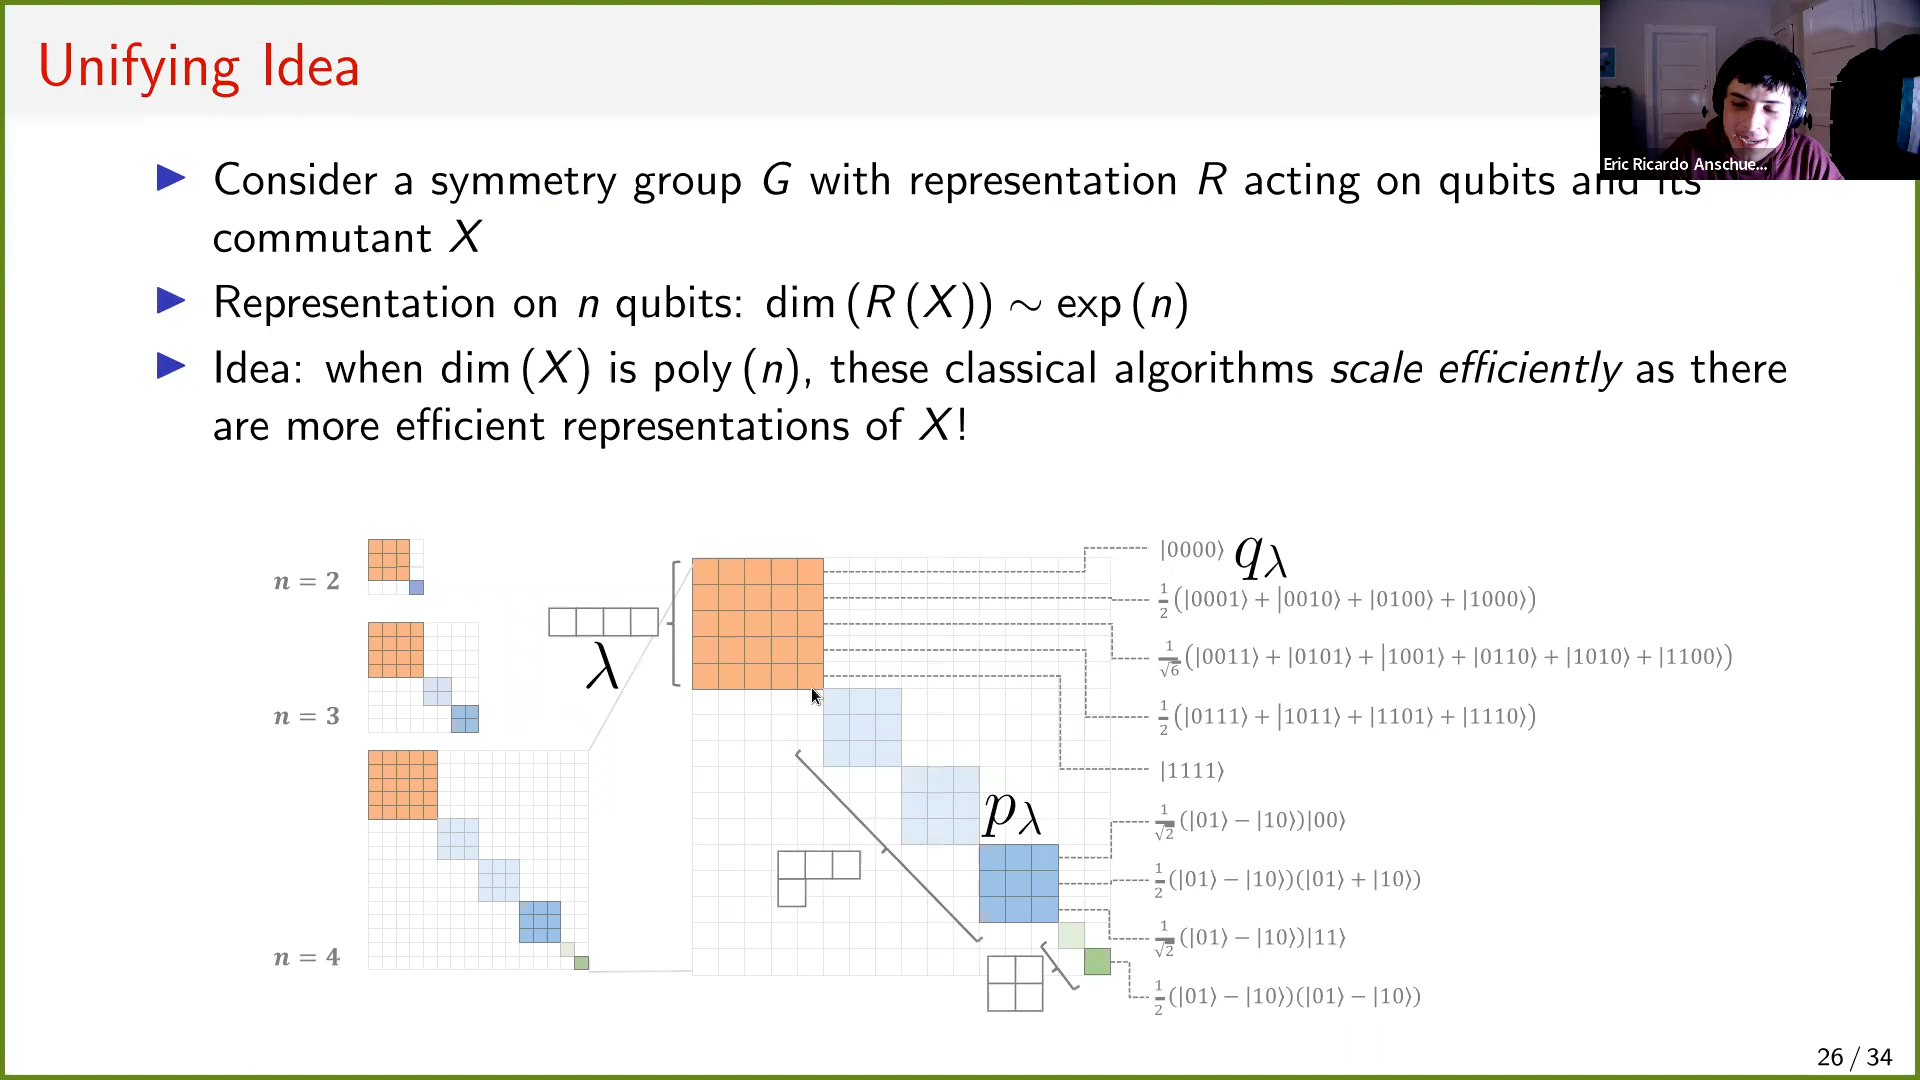 Unifying Idea
Eric Ricardo Anschue...
▶ Consider a symmetry group G with representation R acting on qubits and its
commutant X
▶ Representation on n qubits: dim (R (X)) ∼ exp (n)
▶ Idea: when dim (X) is poly (n), these classical algorithms scale efficiently as there
are more efficient representations of X!
n = 2
n = 3
n = 4
λ
p_λ
|0000⟩ q_λ
1/2 (|0001⟩ + |0010⟩ + |0100⟩ + |1000⟩)
1/√6 (|0011⟩ + |0101⟩ + |1001⟩ + |0110⟩ + |1010⟩ + |1100⟩)
1/2 (|0111⟩ + |1011⟩ + |1101⟩ + |1110⟩)
|1111⟩
1/√2 (|01⟩ − |10⟩)|00⟩
1/2 (|01⟩ − |10⟩)(|01⟩ + |10⟩)
1/√2 (|01⟩ − |10⟩)|11⟩
1/2 (|01⟩ − |10⟩)(|01⟩ − |10⟩)
26 / 34